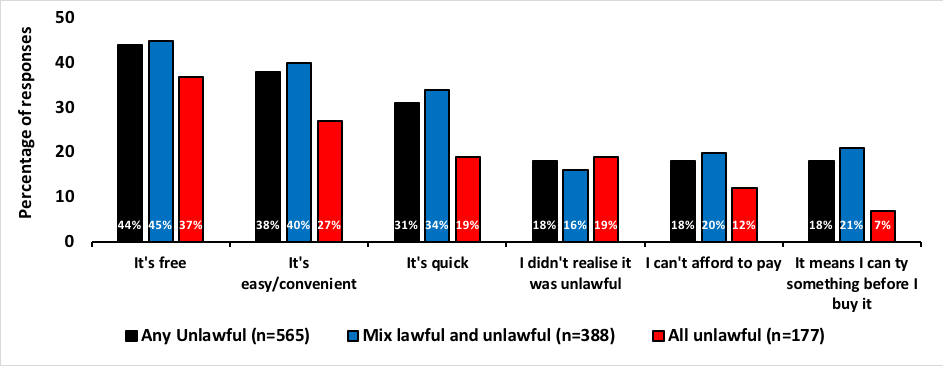 50
40
30
20
10
0
Percentage of responses
44% 45% 37%
38% 40% 27%
31% 34% 19%
18% 16% 19%
18% 20% 12%
18% 21% 7%
It's free
It's
easy/convenient
It's quick
I didn't realise it
was unlawful
I can't afford to pay
It means I can ty
something before I
buy it
Any Unlawful (n=565)
Mix lawful and unlawful (n=388)
All unlawful (n=177)